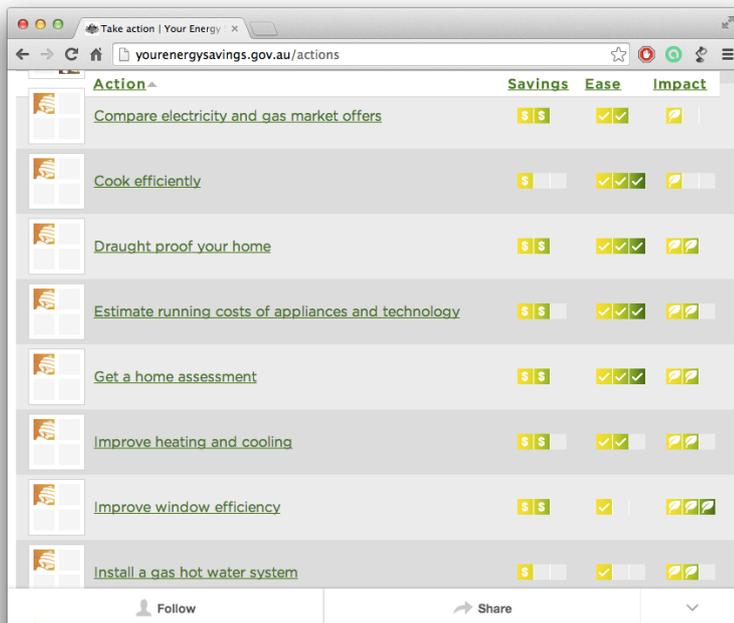 Take action | Your Energy
yourenergysavings.gov.au/actions
Action Savings Ease Impact
Compare electricity and gas market offers
Cook efficiently
Draught proof your home
Estimate running costs of appliances and technology
Get a home assessment
Improve heating and cooling
Improve window efficiency
Install a gas hot water system
Follow Share